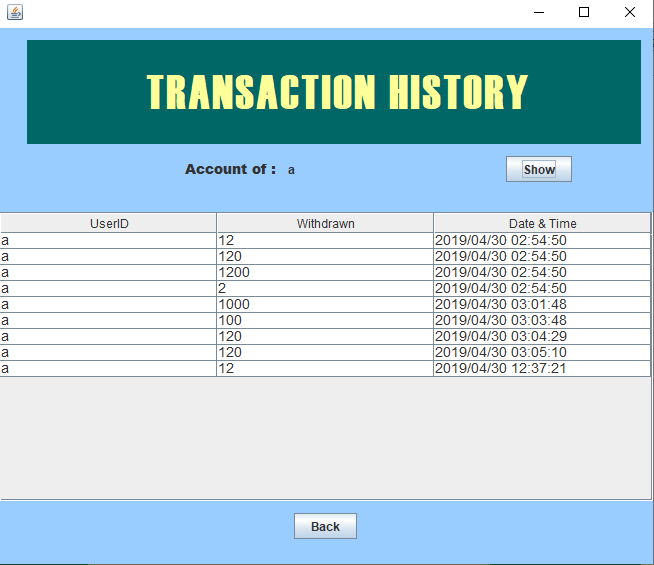 TRANSACTION HISTORY
Account of : a Show
UserID Withdrawn Date & Time
a 12 2019/04/30 02:54:50
a 120 2019/04/30 02:54:50
a 1200 2019/04/30 02:54:50
a 2 2019/04/30 02:54:50
a 1000 2019/04/30 03:01:48
a 100 2019/04/30 03:03:48
a 120 2019/04/30 03:04:29
a 120 2019/04/30 03:05:10
a 12 2019/04/30 12:37:21
Back